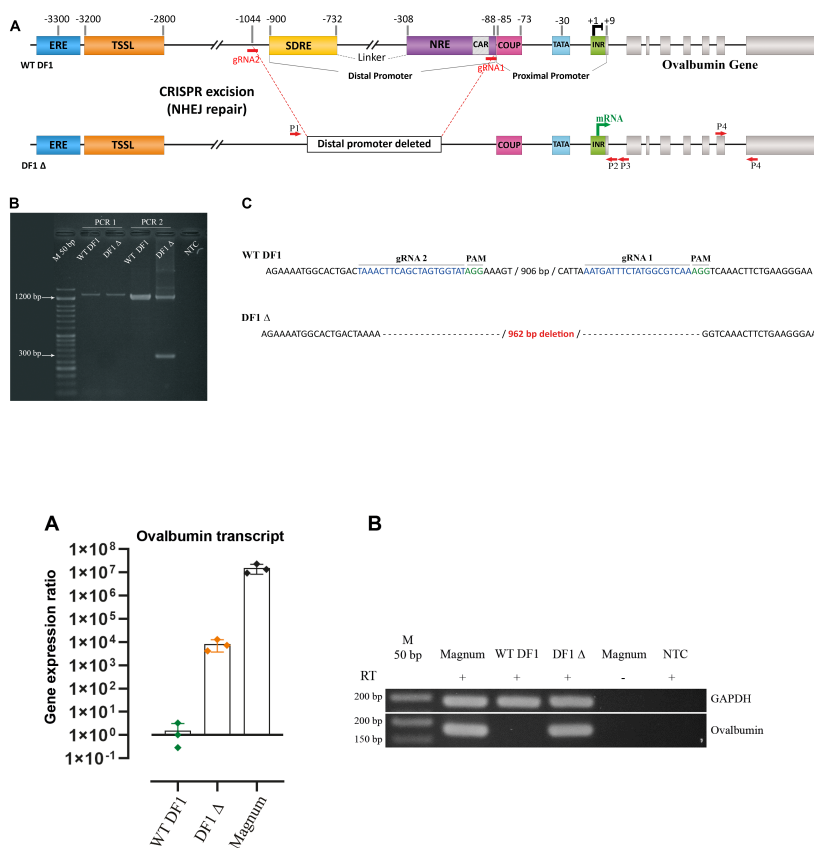 A
-3300
-3200
-2800
-1044
-900
-732
-308
-88
-85
-73
-30
+1
+9
ERE
TSSL
SDRE
NRE
CAR
COUP
TATA
INR
WT DF1
gRNA2
Linker
gRNA1
Distal Promoter
Proximal Promoter
Ovalbumin Gene
CRISPR excision
(NHEJ repair)
mRNA
P1
P4
ERE
TSSL
Distal promoter deleted
COUP
TATA
INR
DF1 Δ
P2
P3
P4
B
PCR 1
PCR 2
M 50 bp
WT DF1
DF1 Δ
WT DF1
DF1 Δ
NTC
1200 bp
300 bp
C
WT DF1
gRNA 2
PAM
gRNA 1
PAM
AGAAAATGGCACTGACTAAACTTCAGCTAGTGGTATAGGAAAGT / 906 bp / CATTAAATGATTTCTATGGCGTCAAAGGTCAAACTTCTGAAGGGAA
DF1 Δ
AGAAAATGGCACTGACTAAAA - - - - - - - - - - - - - - - - - - - - - - - / 962 bp deletion / - - - - - - - - - - - - - - - - - - - - - - - GGTCAAACTTCTGAAGGGAA
A
Ovalbumin transcript
Gene expression ratio
1×10⁸
1×10⁷
1×10⁶
1×10⁵
1×10⁴
1×10³
1×10²
1×10¹
1×10⁰
1×10⁻¹
WT DF1
DF1 Δ
Magnum
B
M
50 bp
Magnum
WT DF1
DF1 Δ
Magnum
NTC
RT
+
+
+
-
+
200 bp
GAPDH
200 bp
150 bp
Ovalbumin